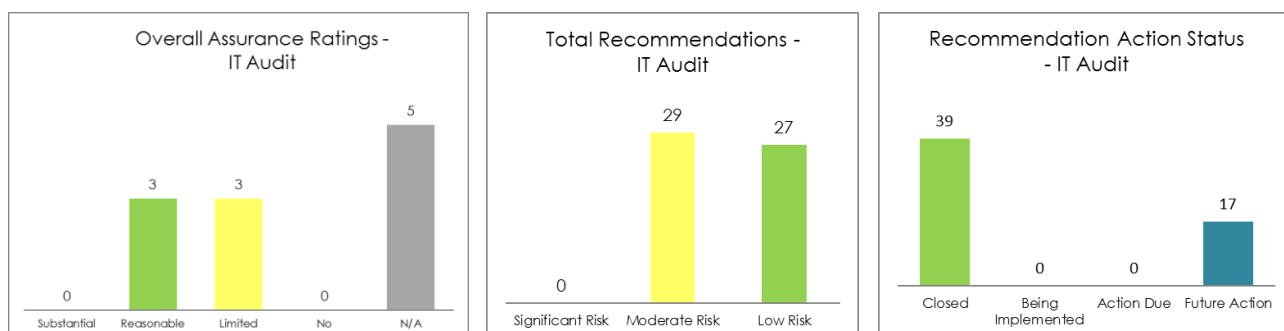 Overall Assurance Ratings -
IT Audit
5
3
3
0
0
Substantial
Reasonable
Limited
No
N/A
Total Recommendations -
IT Audit
29
27
0
Significant Risk
Moderate Risk
Low Risk
Recommendation Action Status
- IT Audit
39
17
0
0
Closed
Being
Implemented
Action Due
Future Action